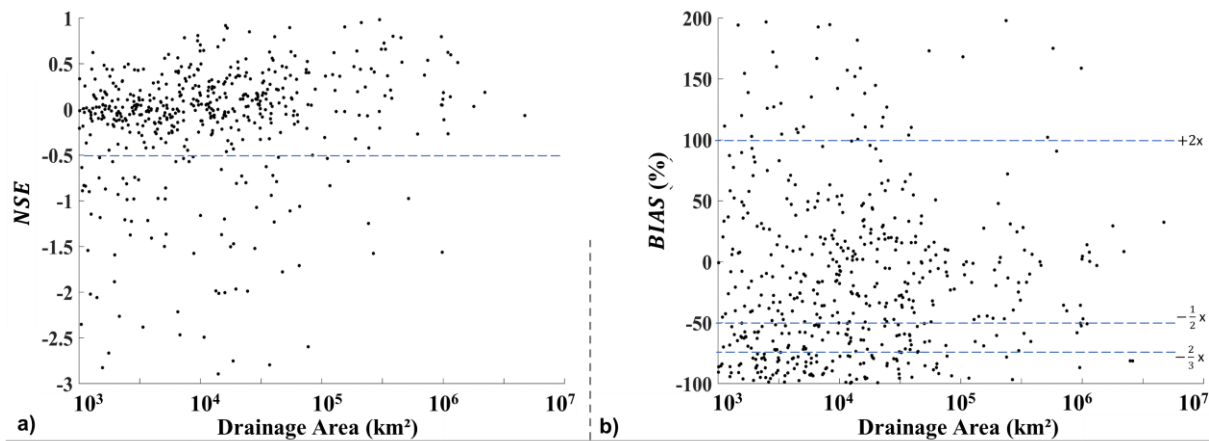 1
0.5
0
-0.5
-1
-1.5
-2
-2.5
-3
NSE
10³ 10⁴ 10⁵ 10⁶ 10⁷
a) Drainage Area (km²)
200
150
100
50
0
-50
-100
BIAS (%)
+2x
−½x
−⅔x
10³ 10⁴ 10⁵ 10⁶ 10⁷
b) Drainage Area (km²)